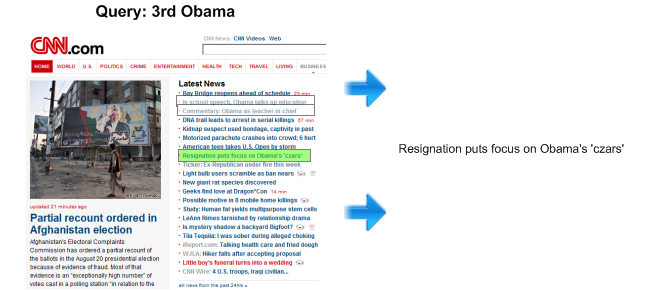 Query: 3rd Obama
CNN.com
CNN News | CNN Videos Web
HOME WORLD U.S. POLITICS CRIME ENTERTAINMENT HEALTH TECH TRAVEL LIVING BUSINESS
Latest News
• Bay Bridge reopens ahead of schedule 23 min
• In school speech, Obama talks up education
• Commentary: Obama as teacher-in-chief
• DNA trail leads to arrest in serial killings 67 min
• Kidnap suspect used bondage, captivity in past
• Motorized parachute crashes into crowd; 6 hurt
• American teen takes U.S. Open by storm
• Resignation puts focus on Obama's 'czars'
• Ticker: Ex-Republican under fire this week
• Light bulb users scramble as ban nears
• New giant rat species discovered
• Geeks find love at Dragon*Con 14 min
• Possible motive in 8 mobile home killings
• Study: Human fat yields multipurpose stem cells
• LeAnn Rimes tarnished by relationship drama
• Is mystery shadow a backyard Bigfoot?
• Tila Tequila: I was sober during alleged choking
• iReport.com: Talking health care and fried dough
• WJLA: Hiker falls after accepting proposal
• Little boy's funeral turns into a wedding
• CNN Wire: 4 U.S. troops, Iraqi civilian...
all news from the past 24hrs »
updated 21 minutes ago
Partial recount ordered in
Afghanistan election
Afghanistan's Electoral Complaints
Commission has ordered a partial recount of
the ballots in the August 20 presidential election
because of evidence of fraud. Most of that
evidence is an "exceptionally high number" of
votes cast in a polling station "in relation to the
Resignation puts focus on Obama's 'czars'